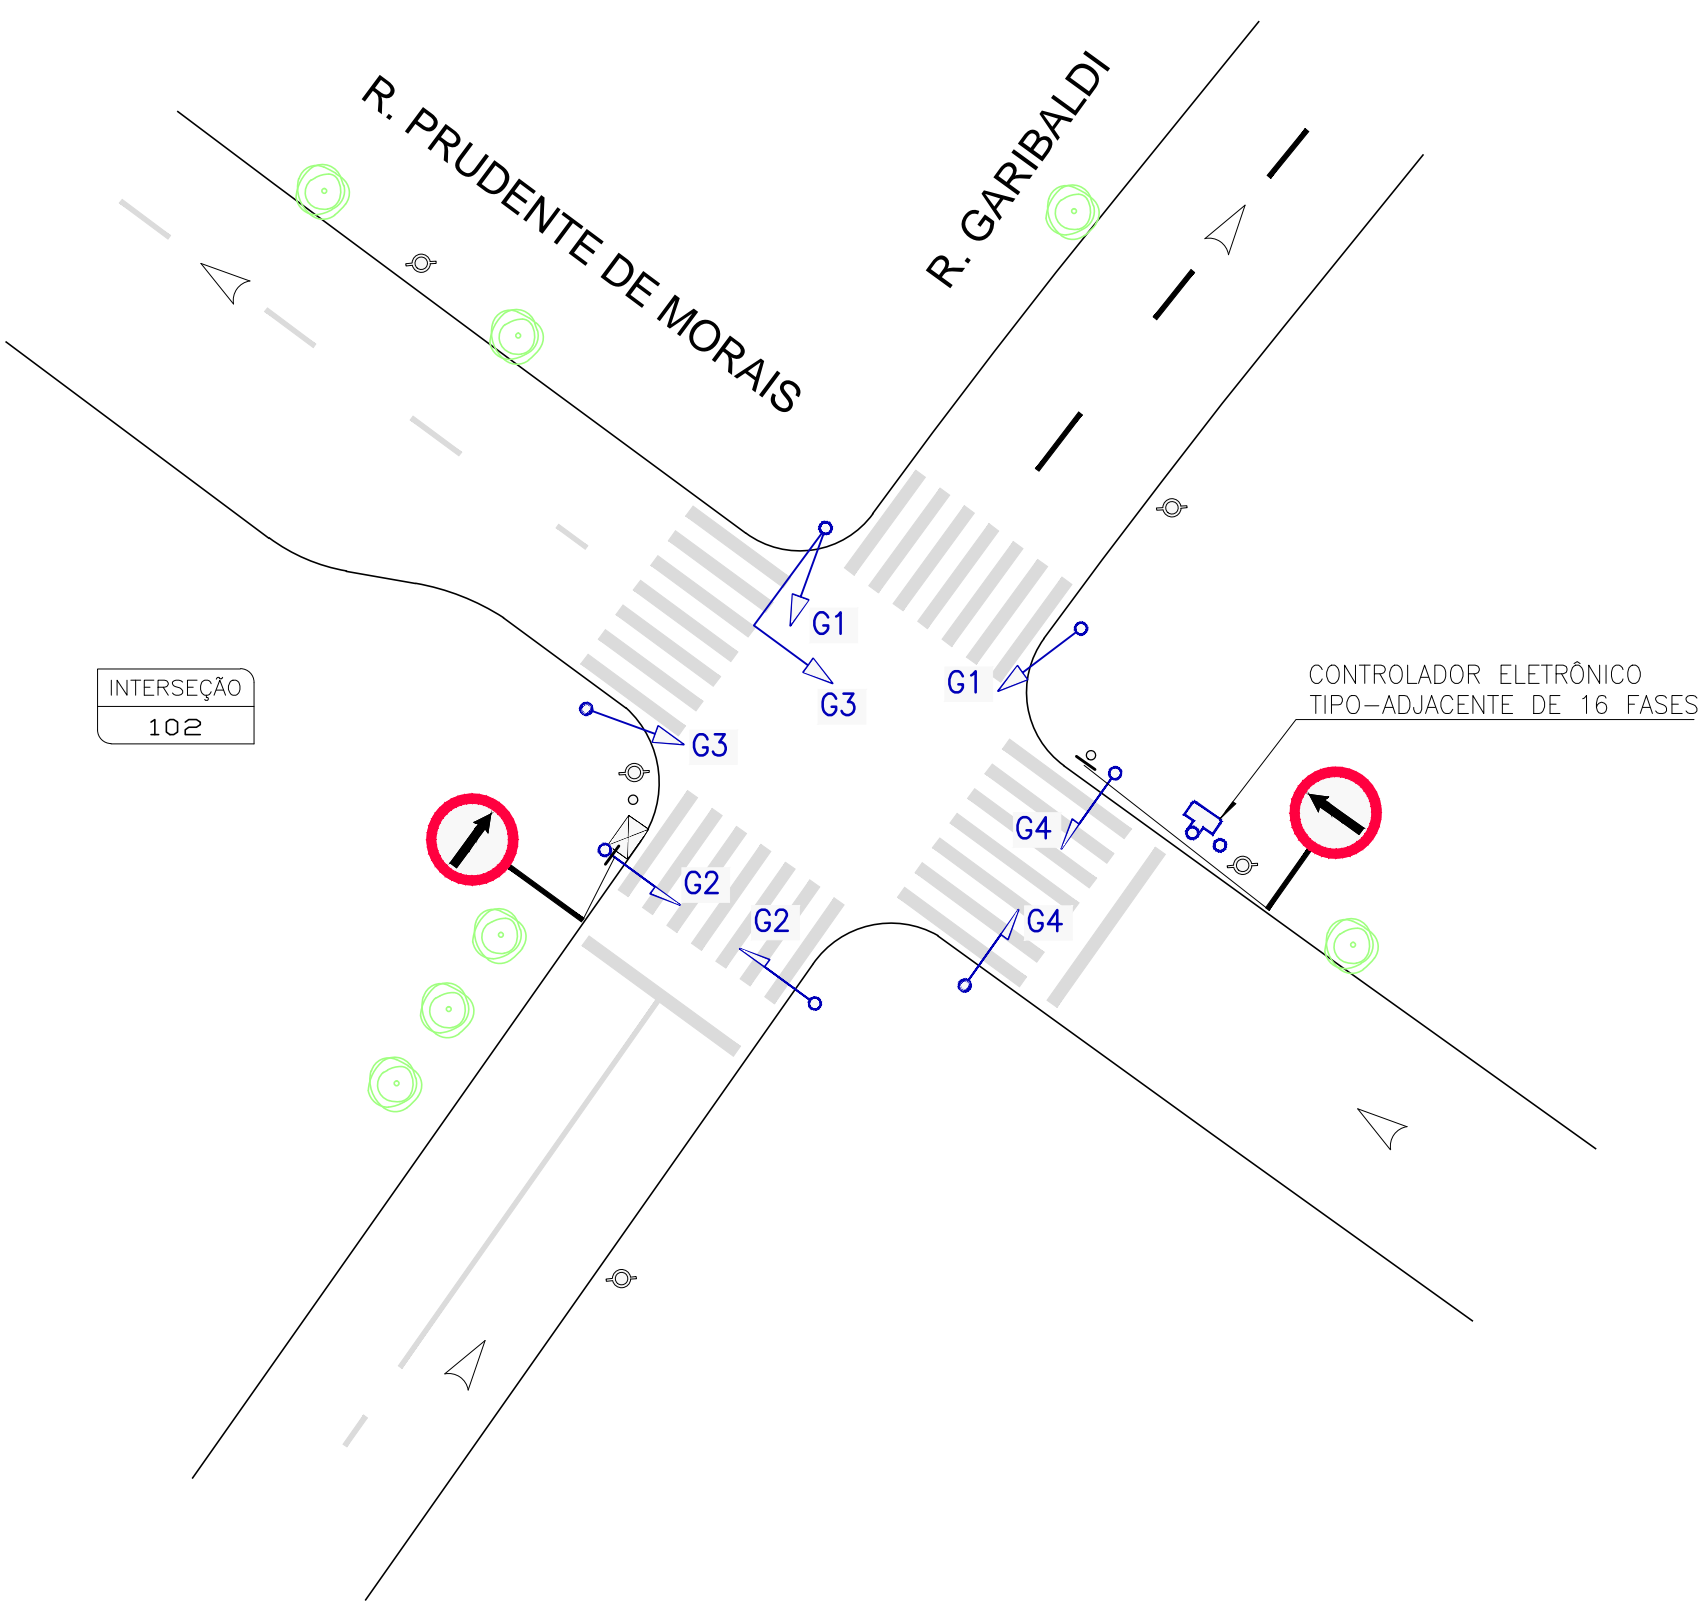 R. PRUDENTE DE MORAIS
R. GARIBALDI
G1
G1
G3
G3
INTERSEÇÃO
102
CONTROLADOR ELETRÔNICO
TIPO-ADJACENTE DE 16 FASES
G4
G2
G2
G4